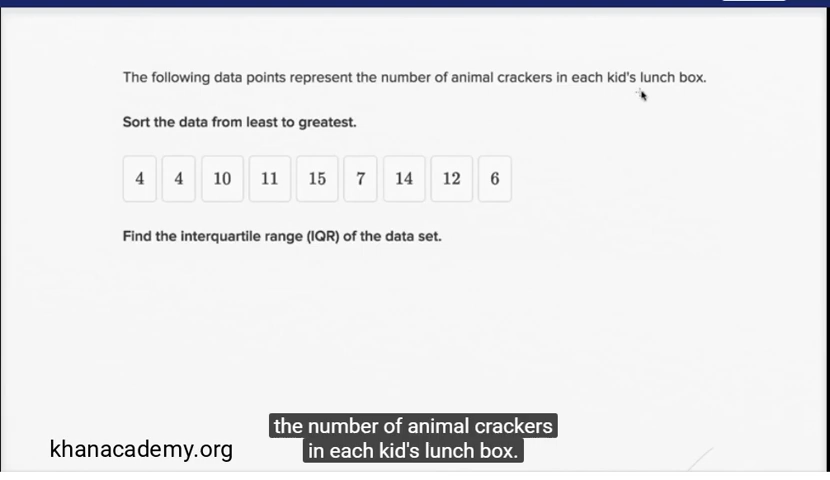 The following data points represent the number of animal crackers in each kid's lunch box.
Sort the data from least to greatest.
4 4 10 11 15 7 14 12 6
Find the interquartile range (IQR) of the data set.
the number of animal crackers
in each kid's lunch box.
khanacademy.org